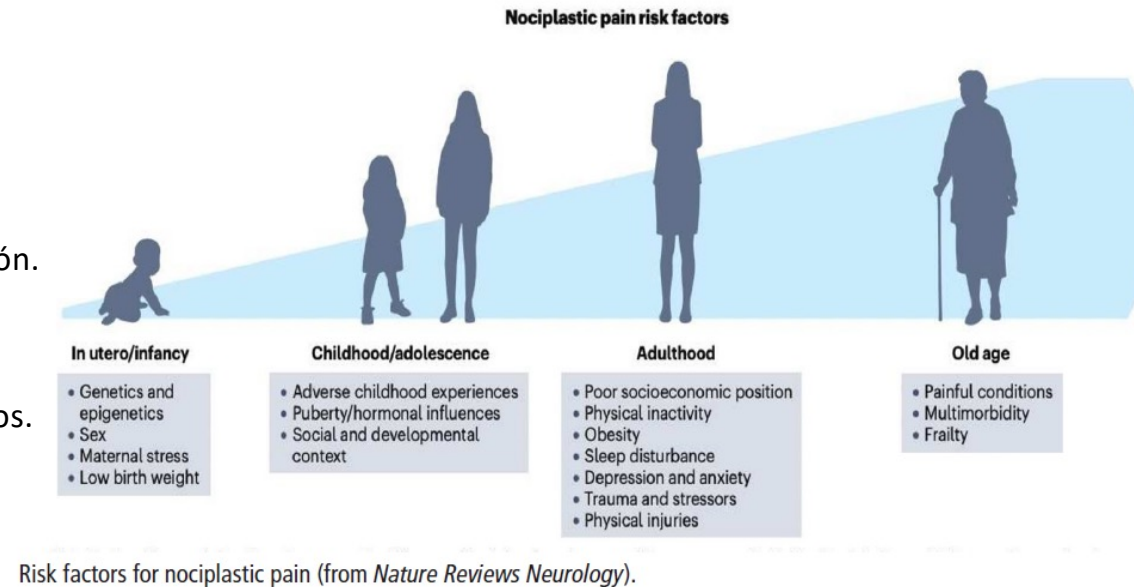 Nociplastic pain risk factors
ón.
os.
In utero/infancy
• Genetics and
epigenetics
• Sex
• Maternal stress
• Low birth weight
Childhood/adolescence
• Adverse childhood experiences
• Puberty/hormonal influences
• Social and developmental
context
Adulthood
• Poor socioeconomic position
• Physical inactivity
• Obesity
• Sleep disturbance
• Depression and anxiety
• Trauma and stressors
• Physical injuries
Old age
• Painful conditions
• Multimorbidity
• Frailty
Risk factors for nociplastic pain (from Nature Reviews Neurology).